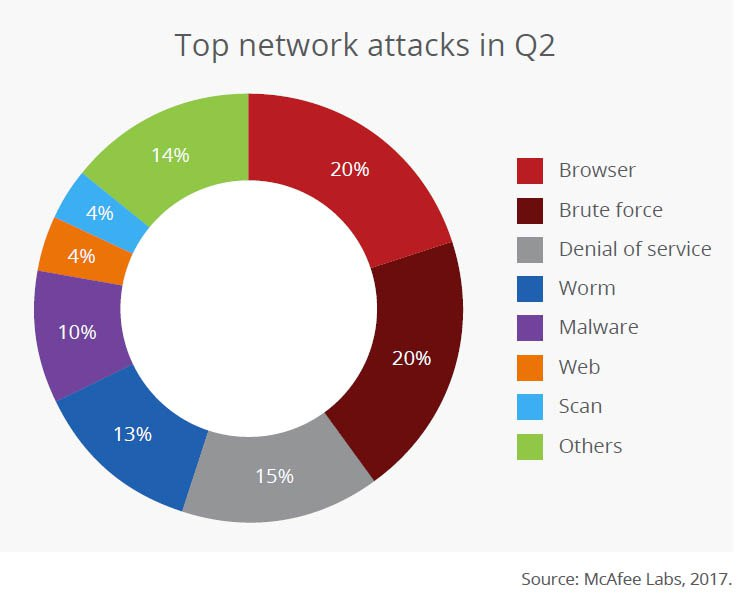 Top network attacks in Q2
14%
20%
4%
4%
10%
20%
13%
15%
Browser
Brute force
Denial of service
Worm
Malware
Web
Scan
Others
Source: McAfee Labs, 2017.